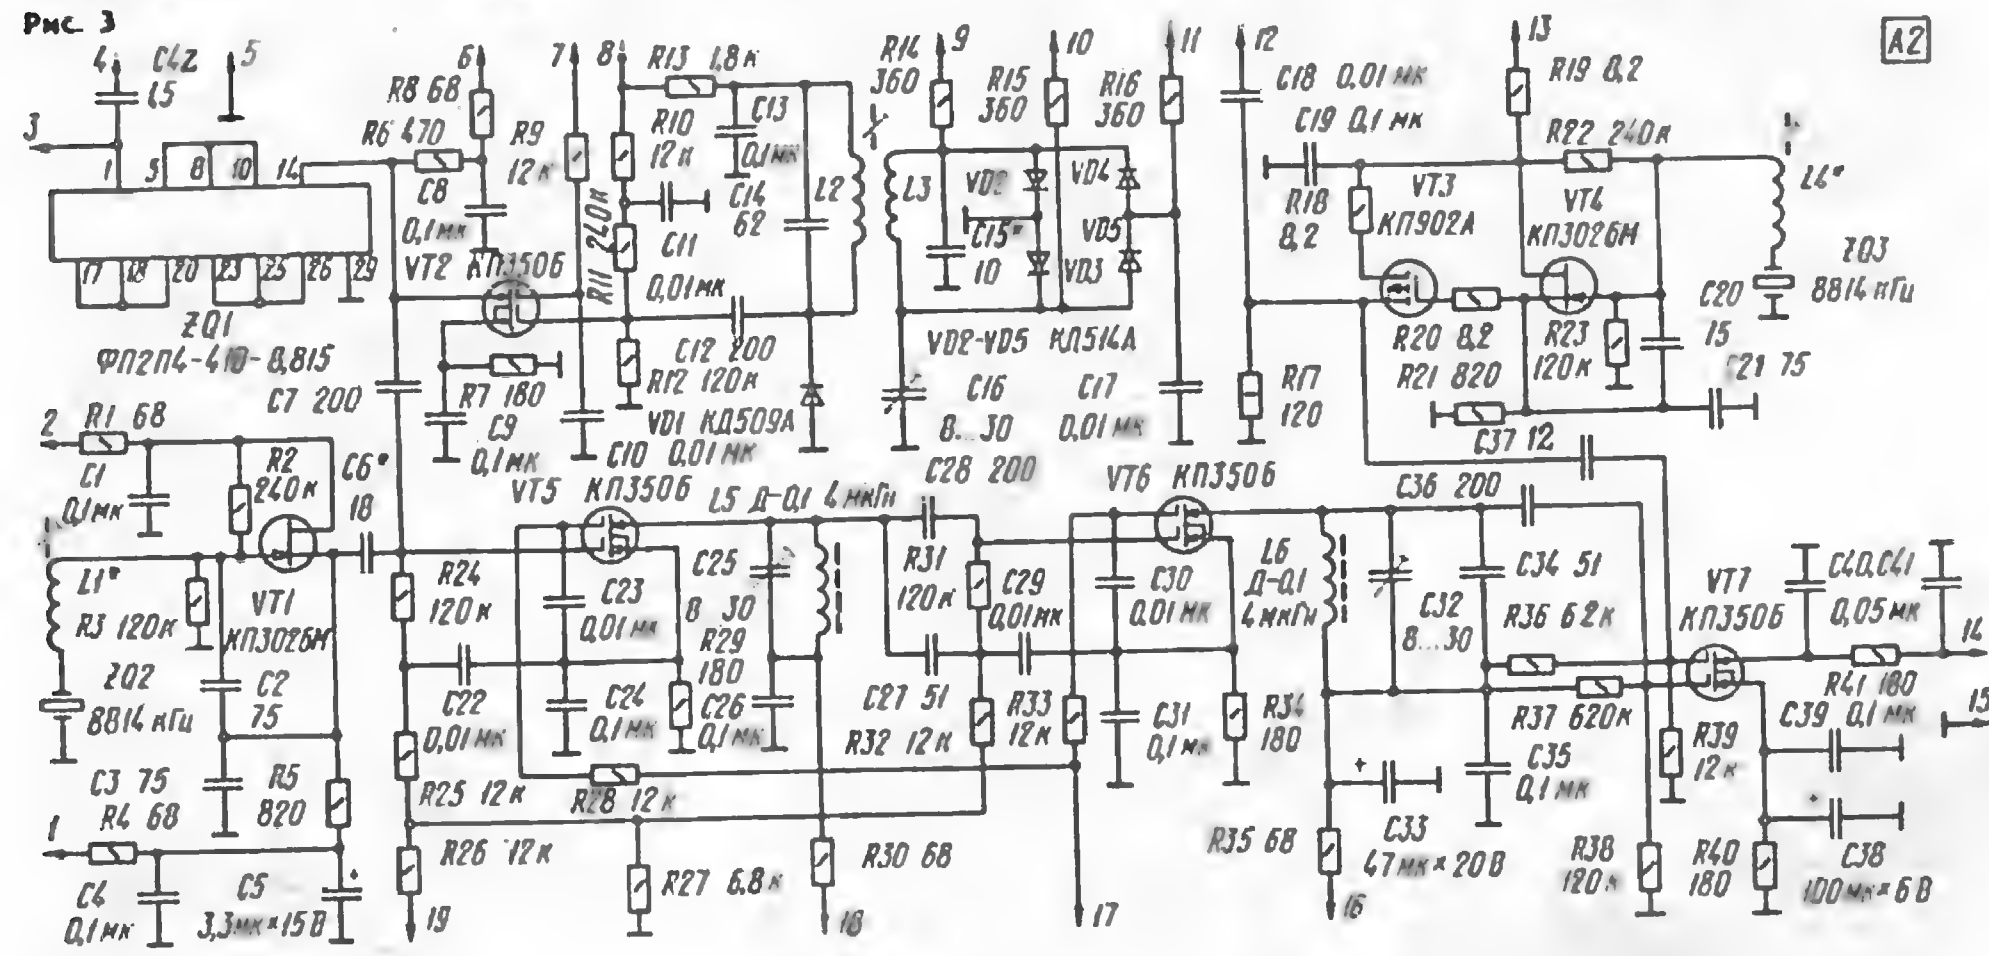 Рис. 3
А2
4
C42
1,5
5
3
1 5 8 10 14
17 18 20 23 25 26 29
ZQ1
ФП2П4-410-8,815
6
R8 68
R6 470
C8
0,1мк
VT2 КП350Б
R7 180
C9
0,1мк
C7 200
7
R9
12к
8
R13 1,8к
R10
12к
C13
0,1мк
C14
62
R11 240к
C11
0,01мк
L2
C12 200
R12 120к
VD1 КД509А
C10 0,01мк
R14
360
9
R15
360
10
R16
360
11
L3
VD2
VD4
C15*
10
VD3
VD5
VD2-VD5 КД514А
C16
8...30
C17
0,01мк
12
C18 0,01мк
C19 0,1мк
13
R19 8,2
R22 240к
R18
8,2
VT3
КП902А
VT4
КП302БМ
L4*
ZQ3
8814кГц
C20
15
R20 8,2
R23
120к
R21 820
C21 75
R17
120
C37 12
2
R1 68
C1
0,1мк
R2
240к
C6*
18
L1*
R3 120к
VT1
КП302БМ
ZQ2
8814кГц
C2
75
C3 75
R4 68
R5
820
1
C4
0,1мк
C5
3,3мк×15В
VT5 КП350Б
L5 Д-0,1 4мкГн
C28 200
R24
120к
C23
0,01мк
C25
8 30
R29
180
C22
0,01мк
C24
0,1мк
C26
0,1мк
R25 12к
R28 12к
R26 12к
R27 6,8к
R30 68
19
18
17
R31
120к
C29
0,01мк
C27 51
R32 12к
R33
12к
VT6 КП350Б
C30
0,01мк
C31
0,1мк
R34
180
L6
Д-0,1
4мкГн
C36 200
C34 51
C32
8...30
R36 62к
R37 620к
C35
0,1мк
R35 68
C33
47мк×20В
16
VT7
КП350Б
C40,C41
0,05мк
14
R41 180
C39 0,1мк
15
R39
12к
R38
120к
R40
180
C38
100мк×6В